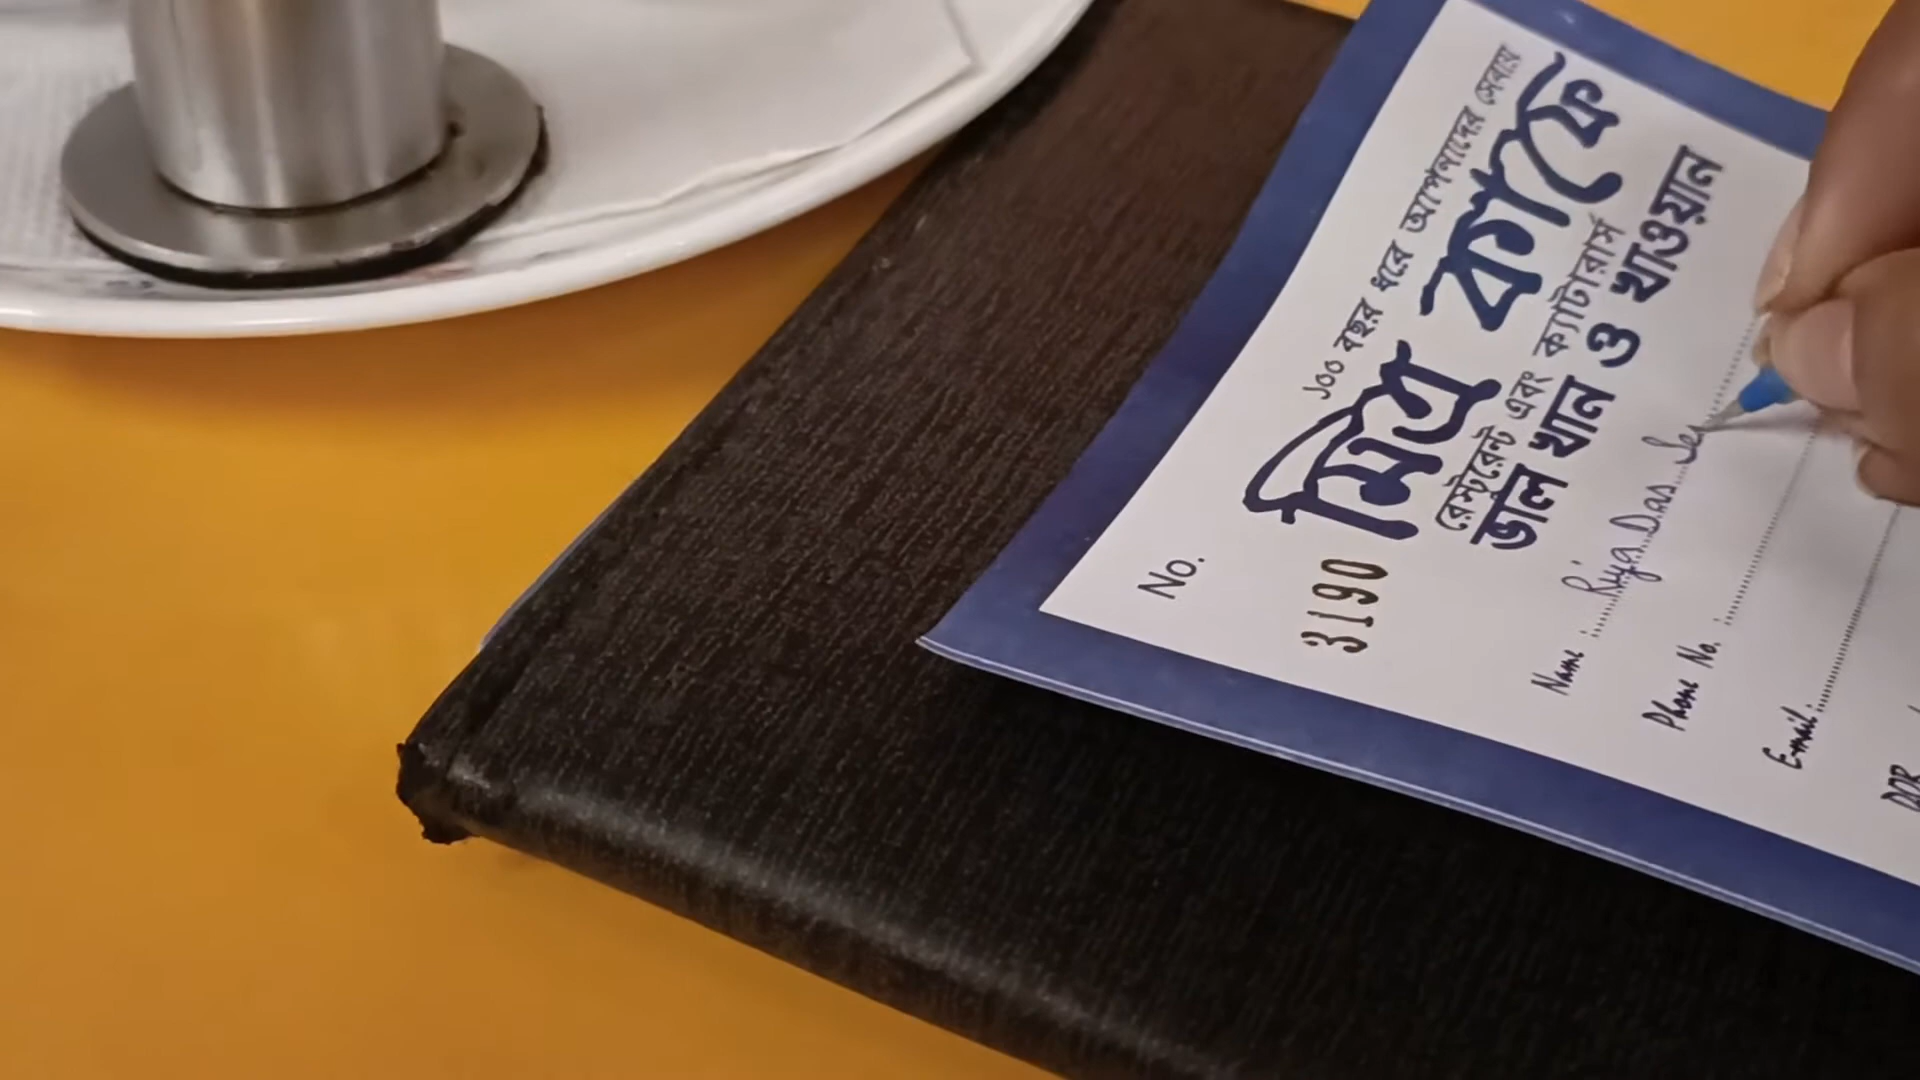 ১০০ বছর ধরে আপনাদের সেবায়
মিত্র কাফে
রেস্টুরেন্ট এবং ক্যাটারার্স
ভাল খান ও খাওয়ান
No.
3190
Name : Riya Das
Phone No. :
E-mail :